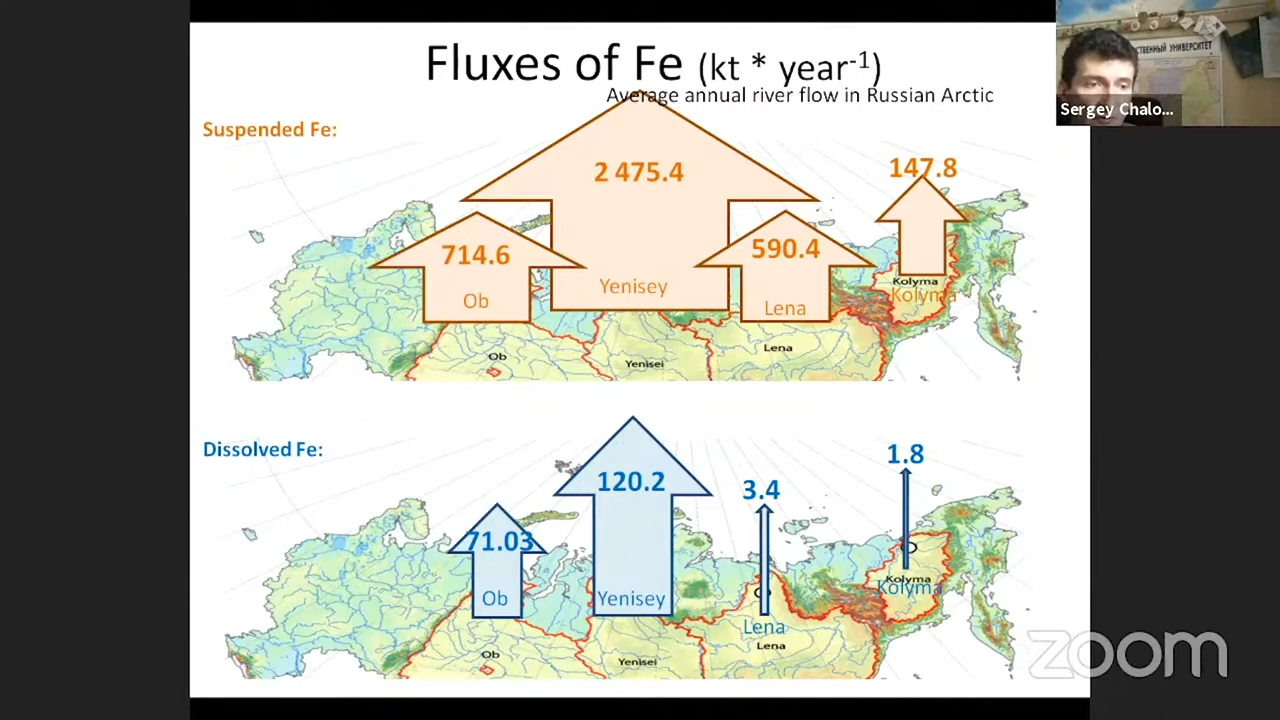 Fluxes of Fe (kt * year-1)
Average annual river flow in Russian Arctic
СТВЕННЫЙ УНИВЕРСИТЕТ
Sergey Chalo...
Suspended Fe:
2 475.4
147.8
714.6
590.4
Yenisey
Ob
Lena
Kolyma
Kolyma
Ob
Yenisei
Lena
Dissolved Fe:
120.2
1.8
3.4
71.03
Ob
Yenisey
Kolyma
Kolyma
Lena
Lena
Ob
Yenisei
zoom